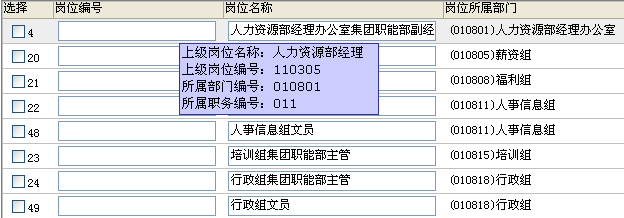 选择 岗位编号 岗位名称 岗位所属部门
4 人力资源部经理办公室集团职能部副经 (010801)人力资源部经理办公室
上级岗位名称：人力资源部经理
20 (010805)薪资组
上级岗位编号：110305
21 所属部门编号：010801 (010808)福利组
所属职务编号：011
22 (010811)人事信息组
48 人事信息组文员 (010811)人事信息组
23 培训组集团职能部主管 (010815)培训组
24 行政组集团职能部主管 (010818)行政组
49 行政组文员 (010818)行政组